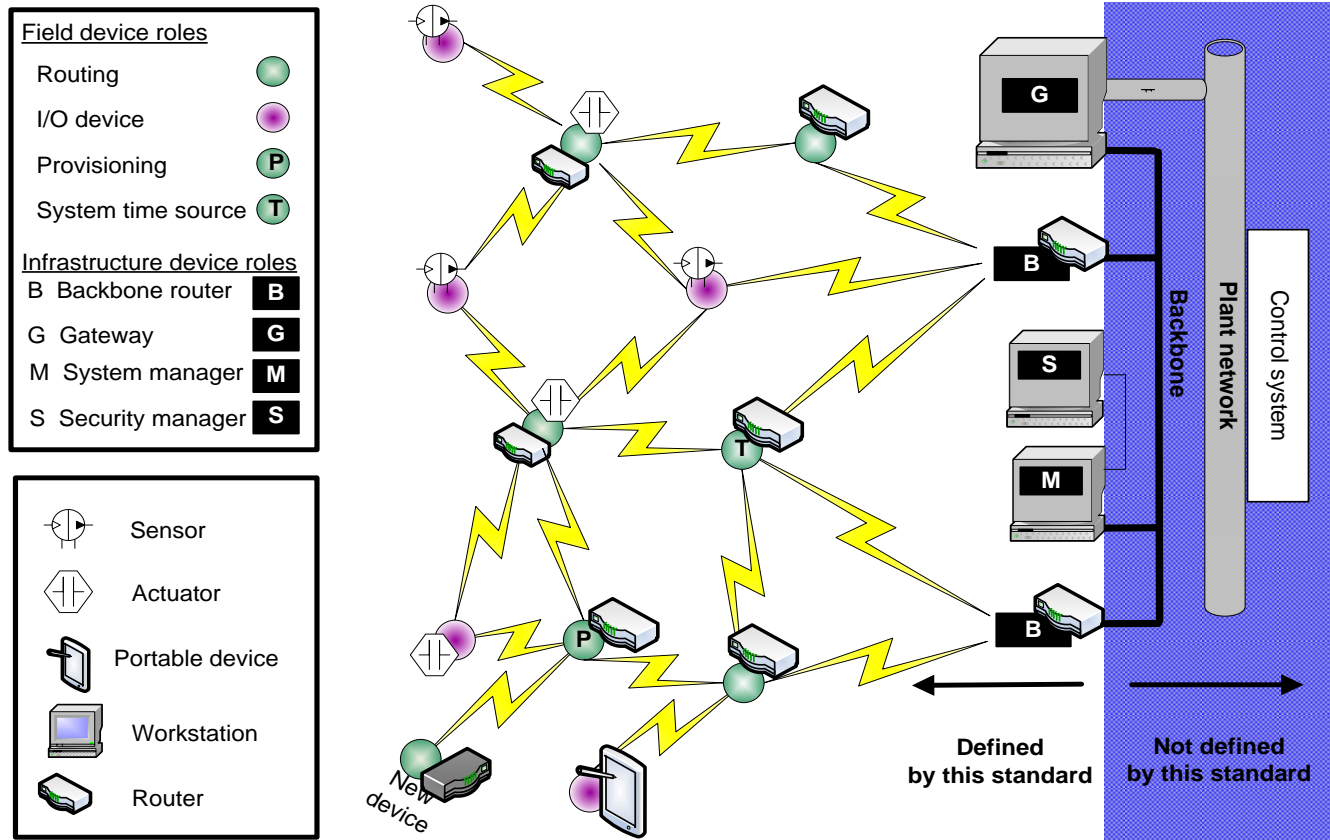 Field device roles
Routing
I/O device
Provisioning P
System time source T
Infrastructure device roles
B Backbone router B
G Gateway G
M System manager M
S Security manager S
Sensor
Actuator
Portable device
Workstation
Router
G
B
S
M
T
B
P
New
device
Backbone
Plant network
Control system
Defined
by this standard
Not defined
by this standard